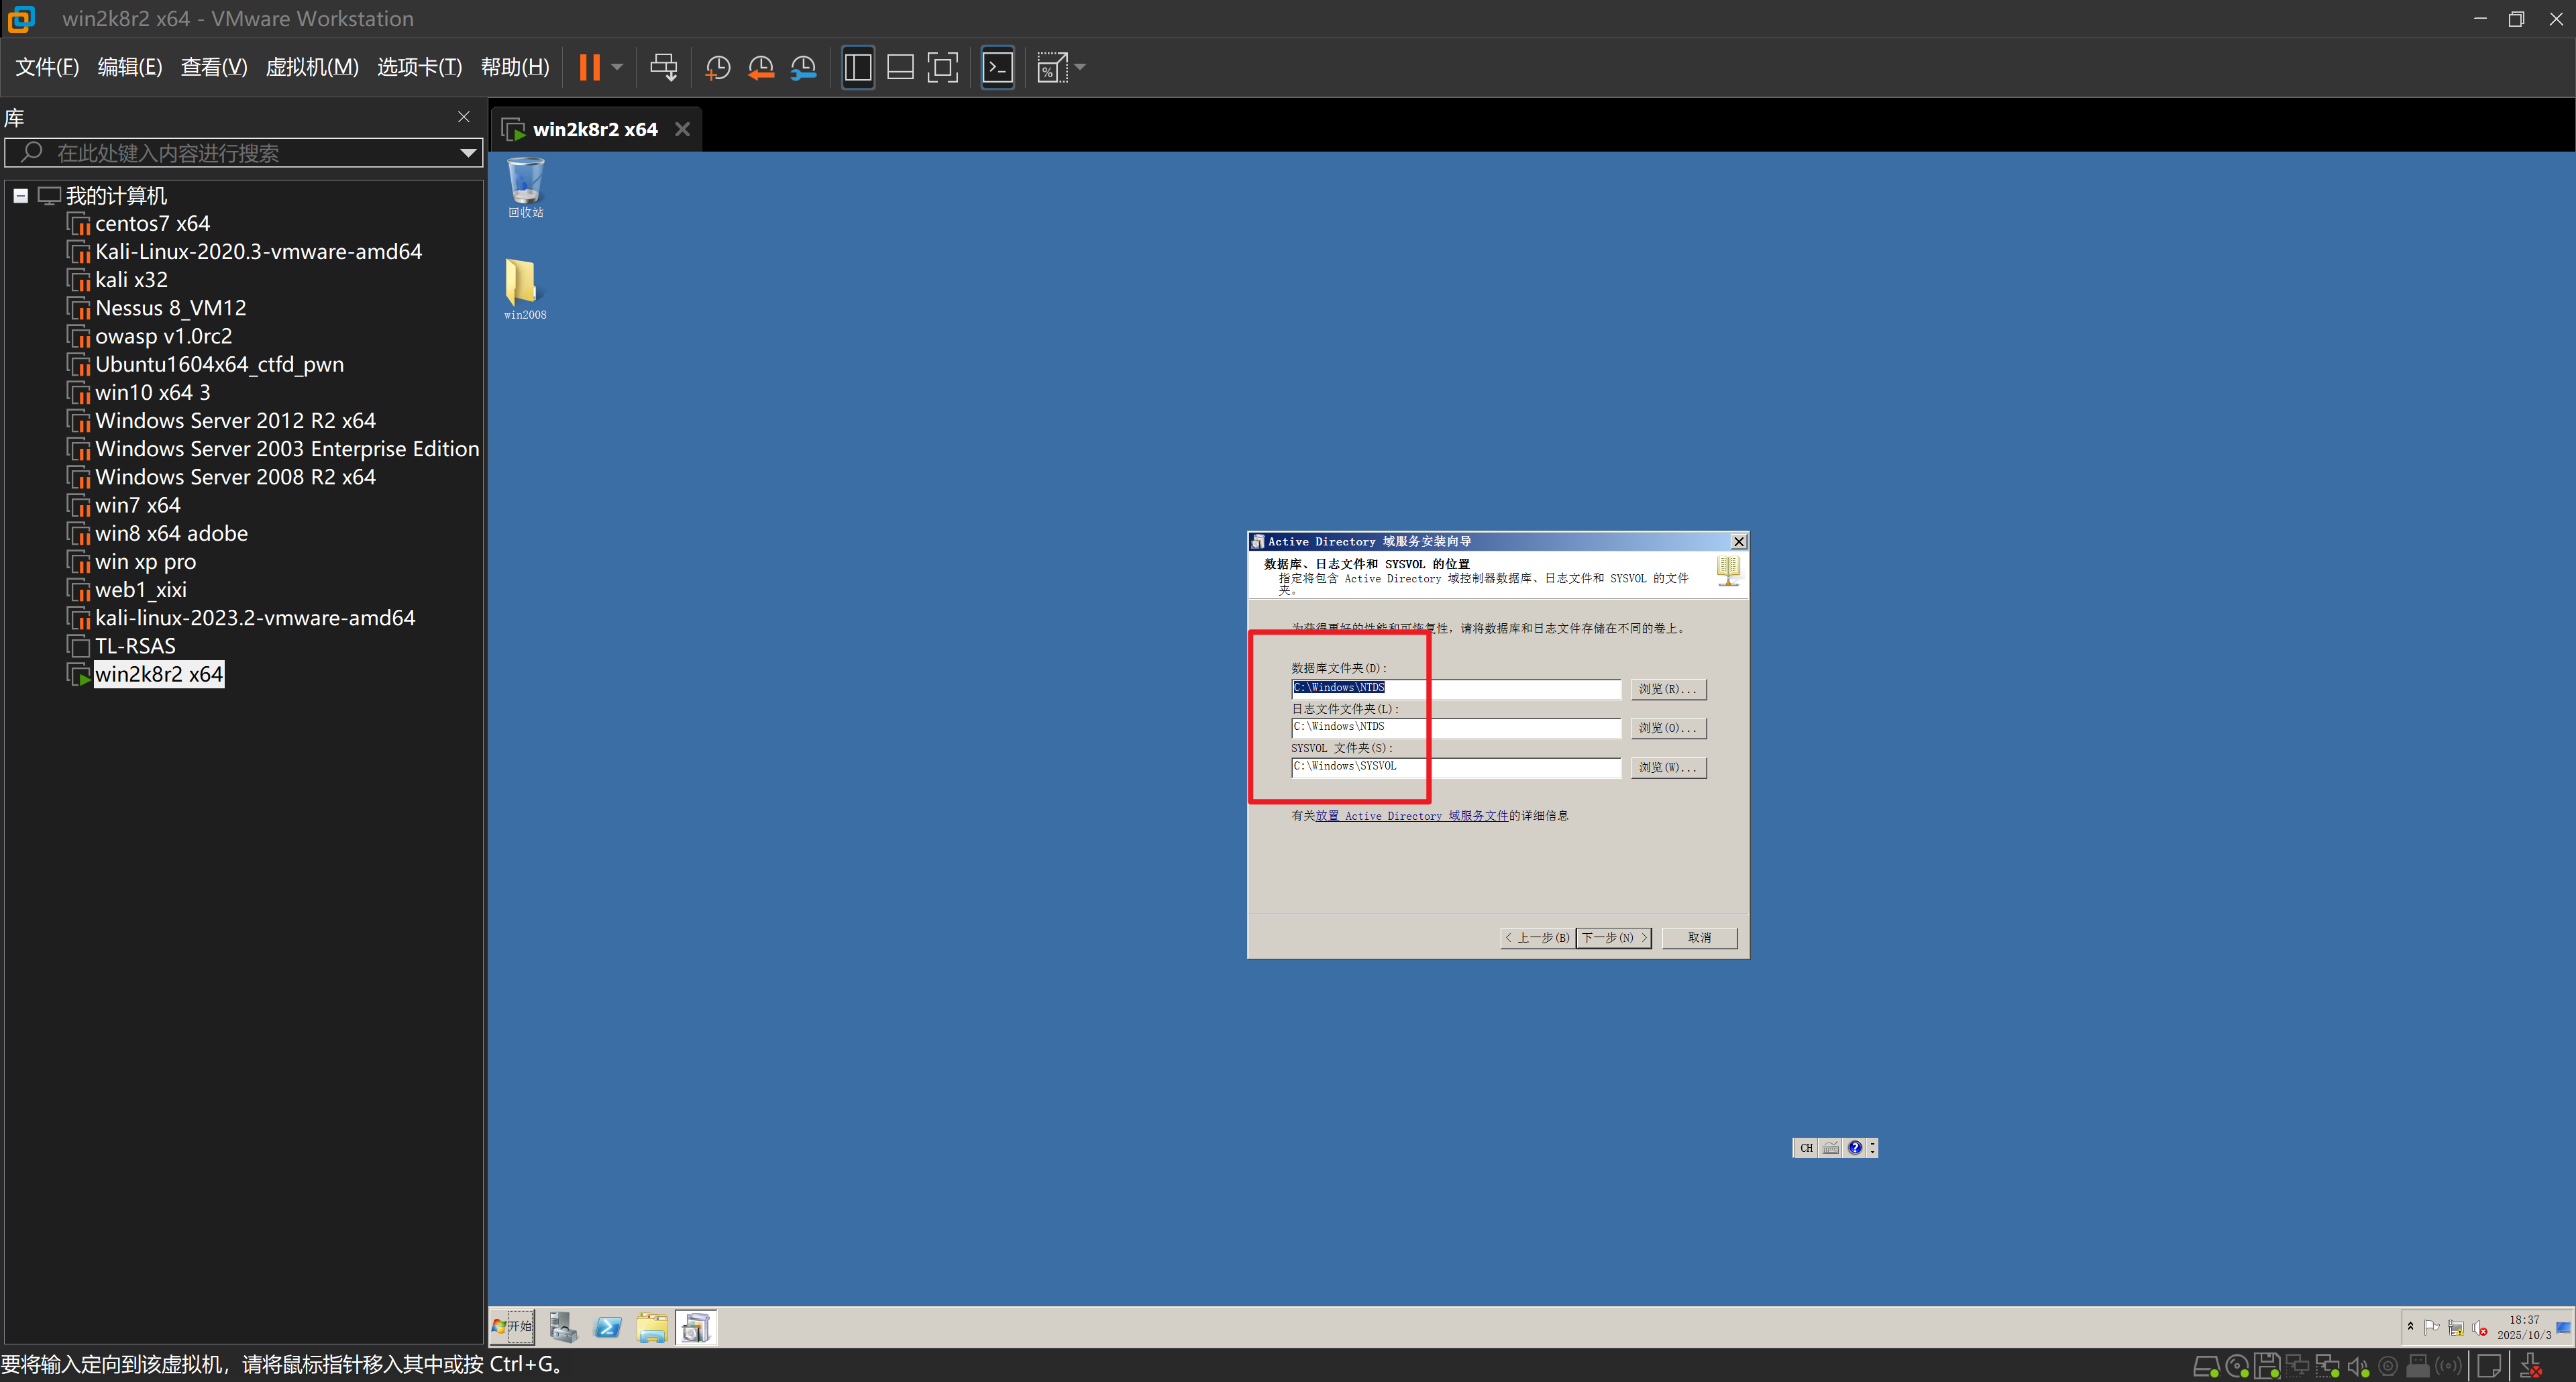 win2k8r2 x64 - VMware Workstation
文件(F) 编辑(E) 查看(V) 虚拟机(M) 选项卡(T) 帮助(H)
库
在此处键入内容进行搜索
我的计算机
centos7 x64
Kali-Linux-2020.3-vmware-amd64
kali x32
Nessus 8_VM12
owasp v1.0rc2
Ubuntu1604x64_ctfd_pwn
win10 x64 3
Windows Server 2012 R2 x64
Windows Server 2003 Enterprise Edition
Windows Server 2008 R2 x64
win7 x64
win8 x64 adobe
win xp pro
web1_xixi
kali-linux-2023.2-vmware-amd64
TL-RSAS
win2k8r2 x64
win2k8r2 x64
回收站
win2008
Active Directory 域服务安装向导
数据库、日志文件和 SYSVOL 的位置
指定将包含 Active Directory 域控制器数据库、日志文件和 SYSVOL 的文件
夹。
为获得更好的性能和可恢复性，请将数据库和日志文件存储在不同的卷上。
数据库文件夹(D):
C:\Windows\NTDS 浏览(R)...
日志文件文件夹(L):
C:\Windows\NTDS 浏览(O)...
SYSVOL 文件夹(S):
C:\Windows\SYSVOL 浏览(W)...
有关放置 Active Directory 域服务文件的详细信息
< 上一步(B) 下一步(N) > 取消
CH
开始
18:37
2025/10/3
要将输入定向到该虚拟机，请将鼠标指针移入其中或按 Ctrl+G。